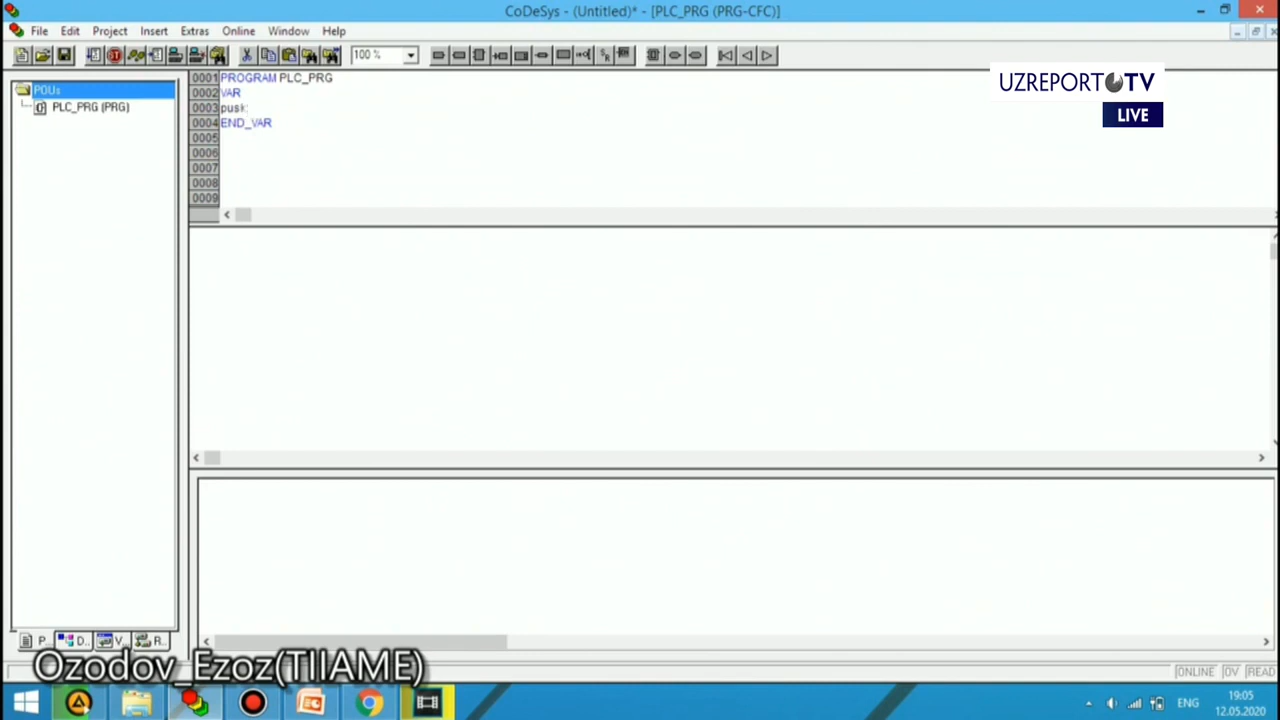 CoDeSys - (Untitled)* - [PLC_PRG (PRG-CFC)]
File Edit Project Insert Extras Online Window Help
100 %
UZREPORT TV
LIVE
POUs
PLC_PRG (PRG)
0001 PROGRAM PLC_PRG
0002 VAR
0003 pusk:
0004 END_VAR
0005
0006
0007
0008
0009
P.. D.. V.. R..
Ozodov_Ezoz(TIIAME)
ONLINE OV READ
ENG
19:05
12.05.2020